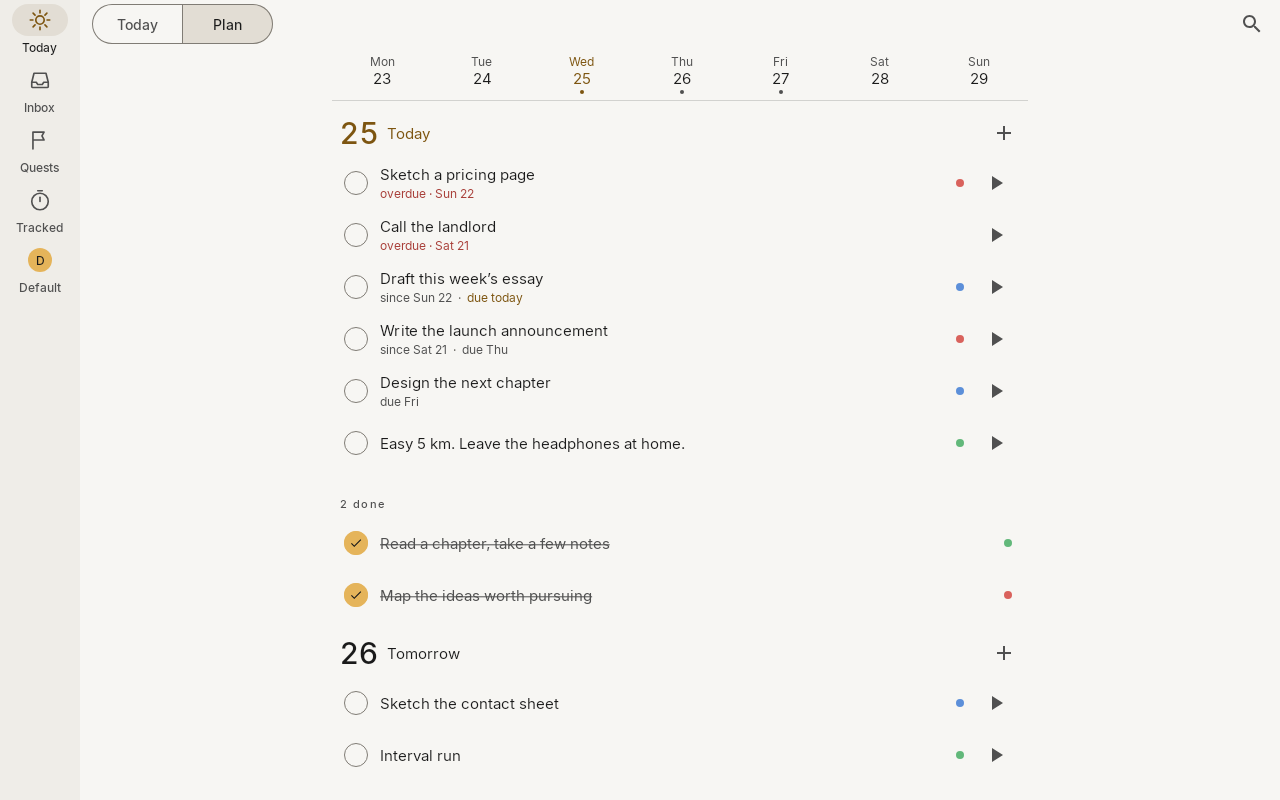 Today
Inbox
Quests
Tracked
D
Default
Today
Plan
Mon
23
Tue
24
Wed
25
Thu
26
Fri
27
Sat
28
Sun
29
25 Today
Sketch a pricing page
overdue · Sun 22
Call the landlord
overdue · Sat 21
Draft this week’s essay
since Sun 22 · due today
Write the launch announcement
since Sat 21 · due Thu
Design the next chapter
due Fri
Easy 5 km. Leave the headphones at home.
2 done
Read a chapter, take a few notes
Map the ideas worth pursuing
26 Tomorrow
Sketch the contact sheet
Interval run